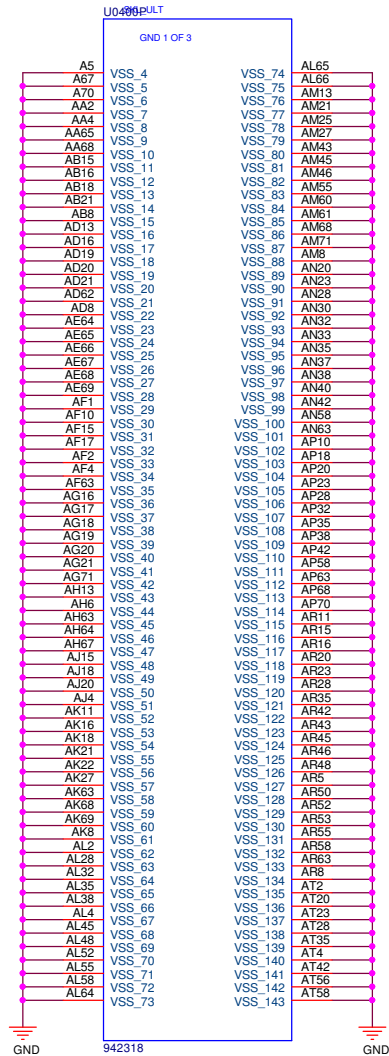 U0400P
SKL_ULT
GND 1 OF 3
A5 VSS_4 VSS_74 AL65
A67 VSS_5 VSS_75 AL66
A70 VSS_6 VSS_76 AM13
AA2 VSS_7 VSS_77 AM21
AA4 VSS_8 VSS_78 AM25
AA65 VSS_9 VSS_79 AM27
AA68 VSS_10 VSS_80 AM43
AB15 VSS_11 VSS_81 AM45
AB16 VSS_12 VSS_82 AM46
AB18 VSS_13 VSS_83 AM55
AB21 VSS_14 VSS_84 AM60
AB8 VSS_15 VSS_85 AM61
AD13 VSS_16 VSS_86 AM68
AD16 VSS_17 VSS_87 AM71
AD19 VSS_18 VSS_88 AM8
AD20 VSS_19 VSS_89 AN20
AD21 VSS_20 VSS_90 AN23
AD62 VSS_21 VSS_91 AN28
AD8 VSS_22 VSS_92 AN30
AE64 VSS_23 VSS_93 AN32
AE65 VSS_24 VSS_94 AN33
AE66 VSS_25 VSS_95 AN35
AE67 VSS_26 VSS_96 AN37
AE68 VSS_27 VSS_97 AN38
AE69 VSS_28 VSS_98 AN40
AF1 VSS_29 VSS_99 AN42
AF10 VSS_30 VSS_100 AN58
AF15 VSS_31 VSS_101 AN63
AF17 VSS_32 VSS_102 AP10
AF2 VSS_33 VSS_103 AP18
AF4 VSS_34 VSS_104 AP20
AF63 VSS_35 VSS_105 AP23
AG16 VSS_36 VSS_106 AP28
AG17 VSS_37 VSS_107 AP32
AG18 VSS_38 VSS_108 AP35
AG19 VSS_39 VSS_109 AP38
AG20 VSS_40 VSS_110 AP42
AG21 VSS_41 VSS_111 AP58
AG71 VSS_42 VSS_112 AP63
AH13 VSS_43 VSS_113 AP68
AH6 VSS_44 VSS_114 AP70
AH63 VSS_45 VSS_115 AR11
AH64 VSS_46 VSS_116 AR15
AH67 VSS_47 VSS_117 AR16
AJ15 VSS_48 VSS_118 AR20
AJ18 VSS_49 VSS_119 AR23
AJ20 VSS_50 VSS_120 AR28
AJ4 VSS_51 VSS_121 AR35
AK11 VSS_52 VSS_122 AR42
AK16 VSS_53 VSS_123 AR43
AK18 VSS_54 VSS_124 AR45
AK21 VSS_55 VSS_125 AR46
AK22 VSS_56 VSS_126 AR48
AK27 VSS_57 VSS_127 AR5
AK63 VSS_58 VSS_128 AR50
AK68 VSS_59 VSS_129 AR52
AK69 VSS_60 VSS_130 AR53
AK8 VSS_61 VSS_131 AR55
AL2 VSS_62 VSS_132 AR58
AL28 VSS_63 VSS_133 AR63
AL32 VSS_64 VSS_134 AR8
AL35 VSS_65 VSS_135 AT2
AL38 VSS_66 VSS_136 AT20
AL4 VSS_67 VSS_137 AT23
AL45 VSS_68 VSS_138 AT28
AL48 VSS_69 VSS_139 AT35
AL52 VSS_70 VSS_140 AT4
AL55 VSS_71 VSS_141 AT42
AL58 VSS_72 VSS_142 AT56
AL64 VSS_73 VSS_143 AT58
GND 942318 GND